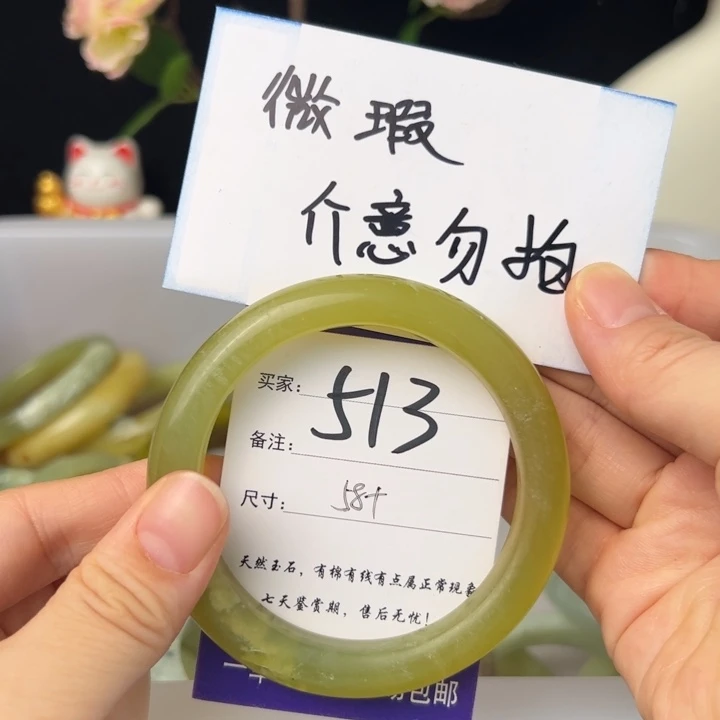 微瑕
介意勿拍
买家: 513
备注:
尺寸: 58+
天然玉石，有棉有线有点属正常现象
七天鉴赏期，售后无忧！
包邮